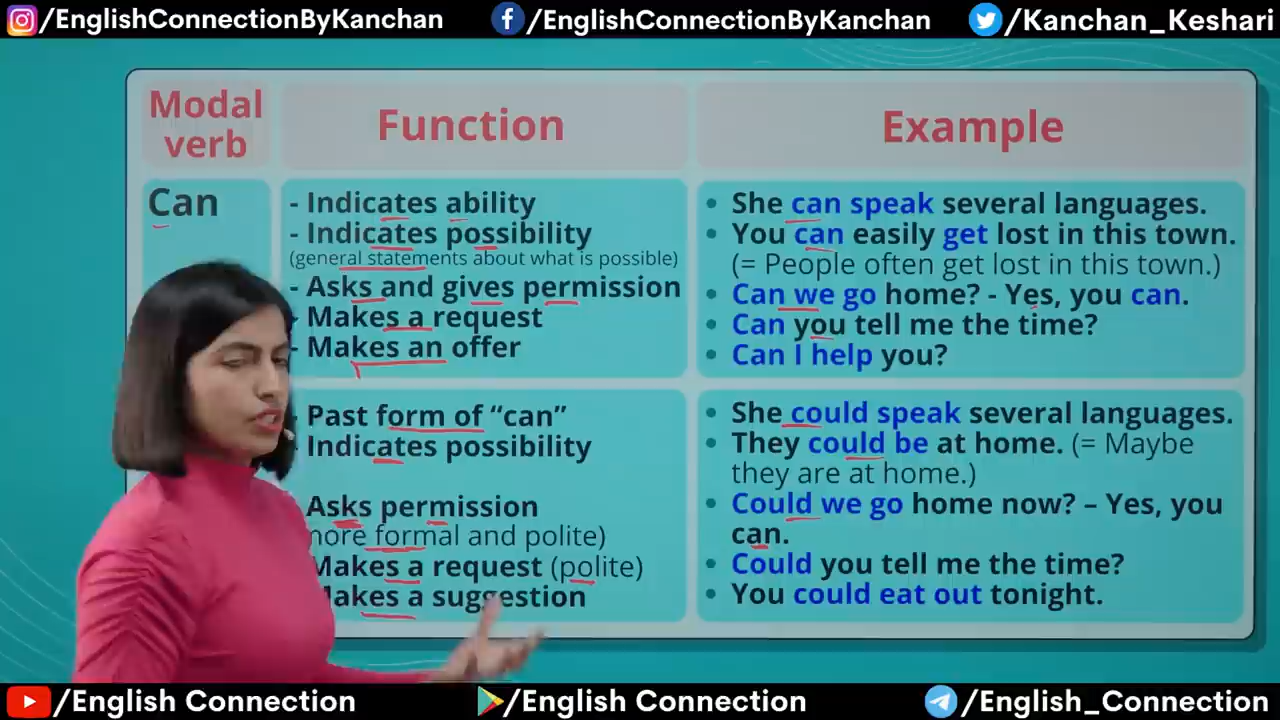 /EnglishConnectionByKanchan /EnglishConnectionByKanchan /Kanchan_Keshari
Modal
verb
Function
Example
Can
- Indicates ability
- Indicates possibility
(general statements about what is possible)
- Asks and gives permission
- Makes a request
- Makes an offer
• She can speak several languages.
• You can easily get lost in this town.
(= People often get lost in this town.)
• Can we go home? - Yes, you can.
• Can you tell me the time?
• Can I help you?
- Past form of “can”
- Indicates possibility
Asks permission
more formal and polite)
Makes a request (polite)
Makes a suggestion
• She could speak several languages.
• They could be at home. (= Maybe
they are at home.)
• Could we go home now? – Yes, you
can.
• Could you tell me the time?
• You could eat out tonight.
/English Connection /English Connection /English_Connection